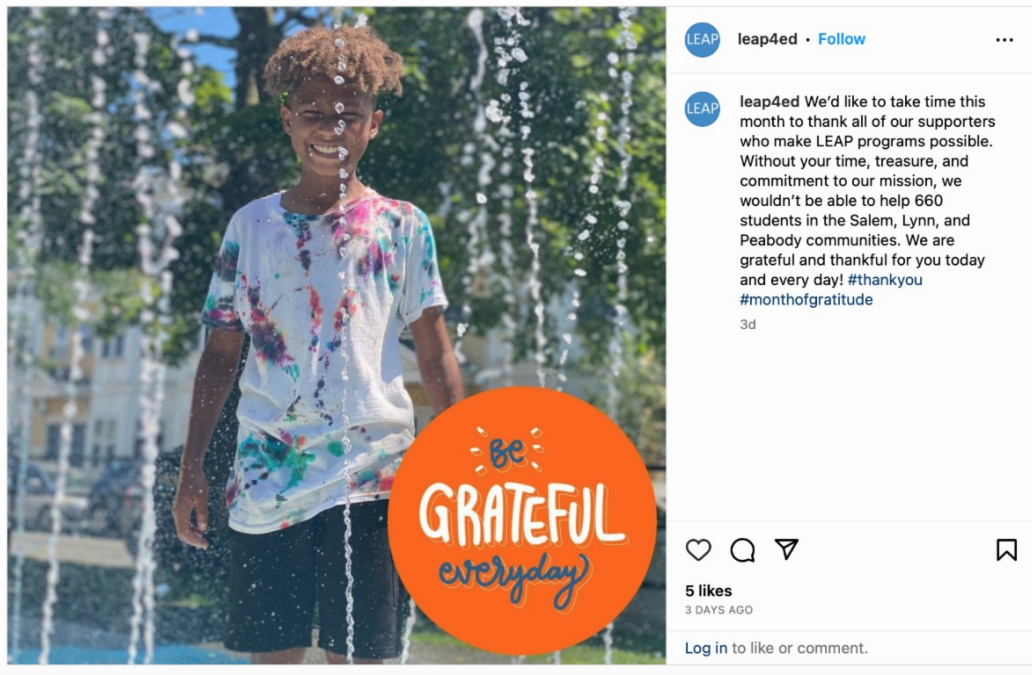 Be
GRATEFUL
everyday
LEAP
leap4ed • Follow
...
LEAP
leap4ed We'd like to take time this
month to thank all of our supporters
who make LEAP programs possible.
Without your time, treasure, and
commitment to our mission, we
wouldn't be able to help 660
students in the Salem, Lynn, and
Peabody communities. We are
grateful and thankful for you today
and every day! #thankyou
#monthofgratitude
3d
5 likes
3 DAYS AGO
Log in to like or comment.